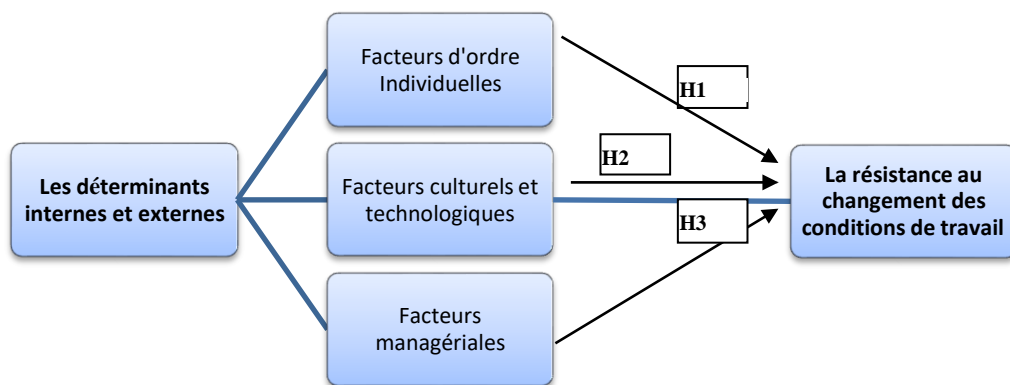 Facteurs d'ordre
Individuelles
H1
Les déterminants
internes et externes
H2
Facteurs culturels et
technologiques
La résistance au
changement des
conditions de travail
H3
Facteurs
managériales